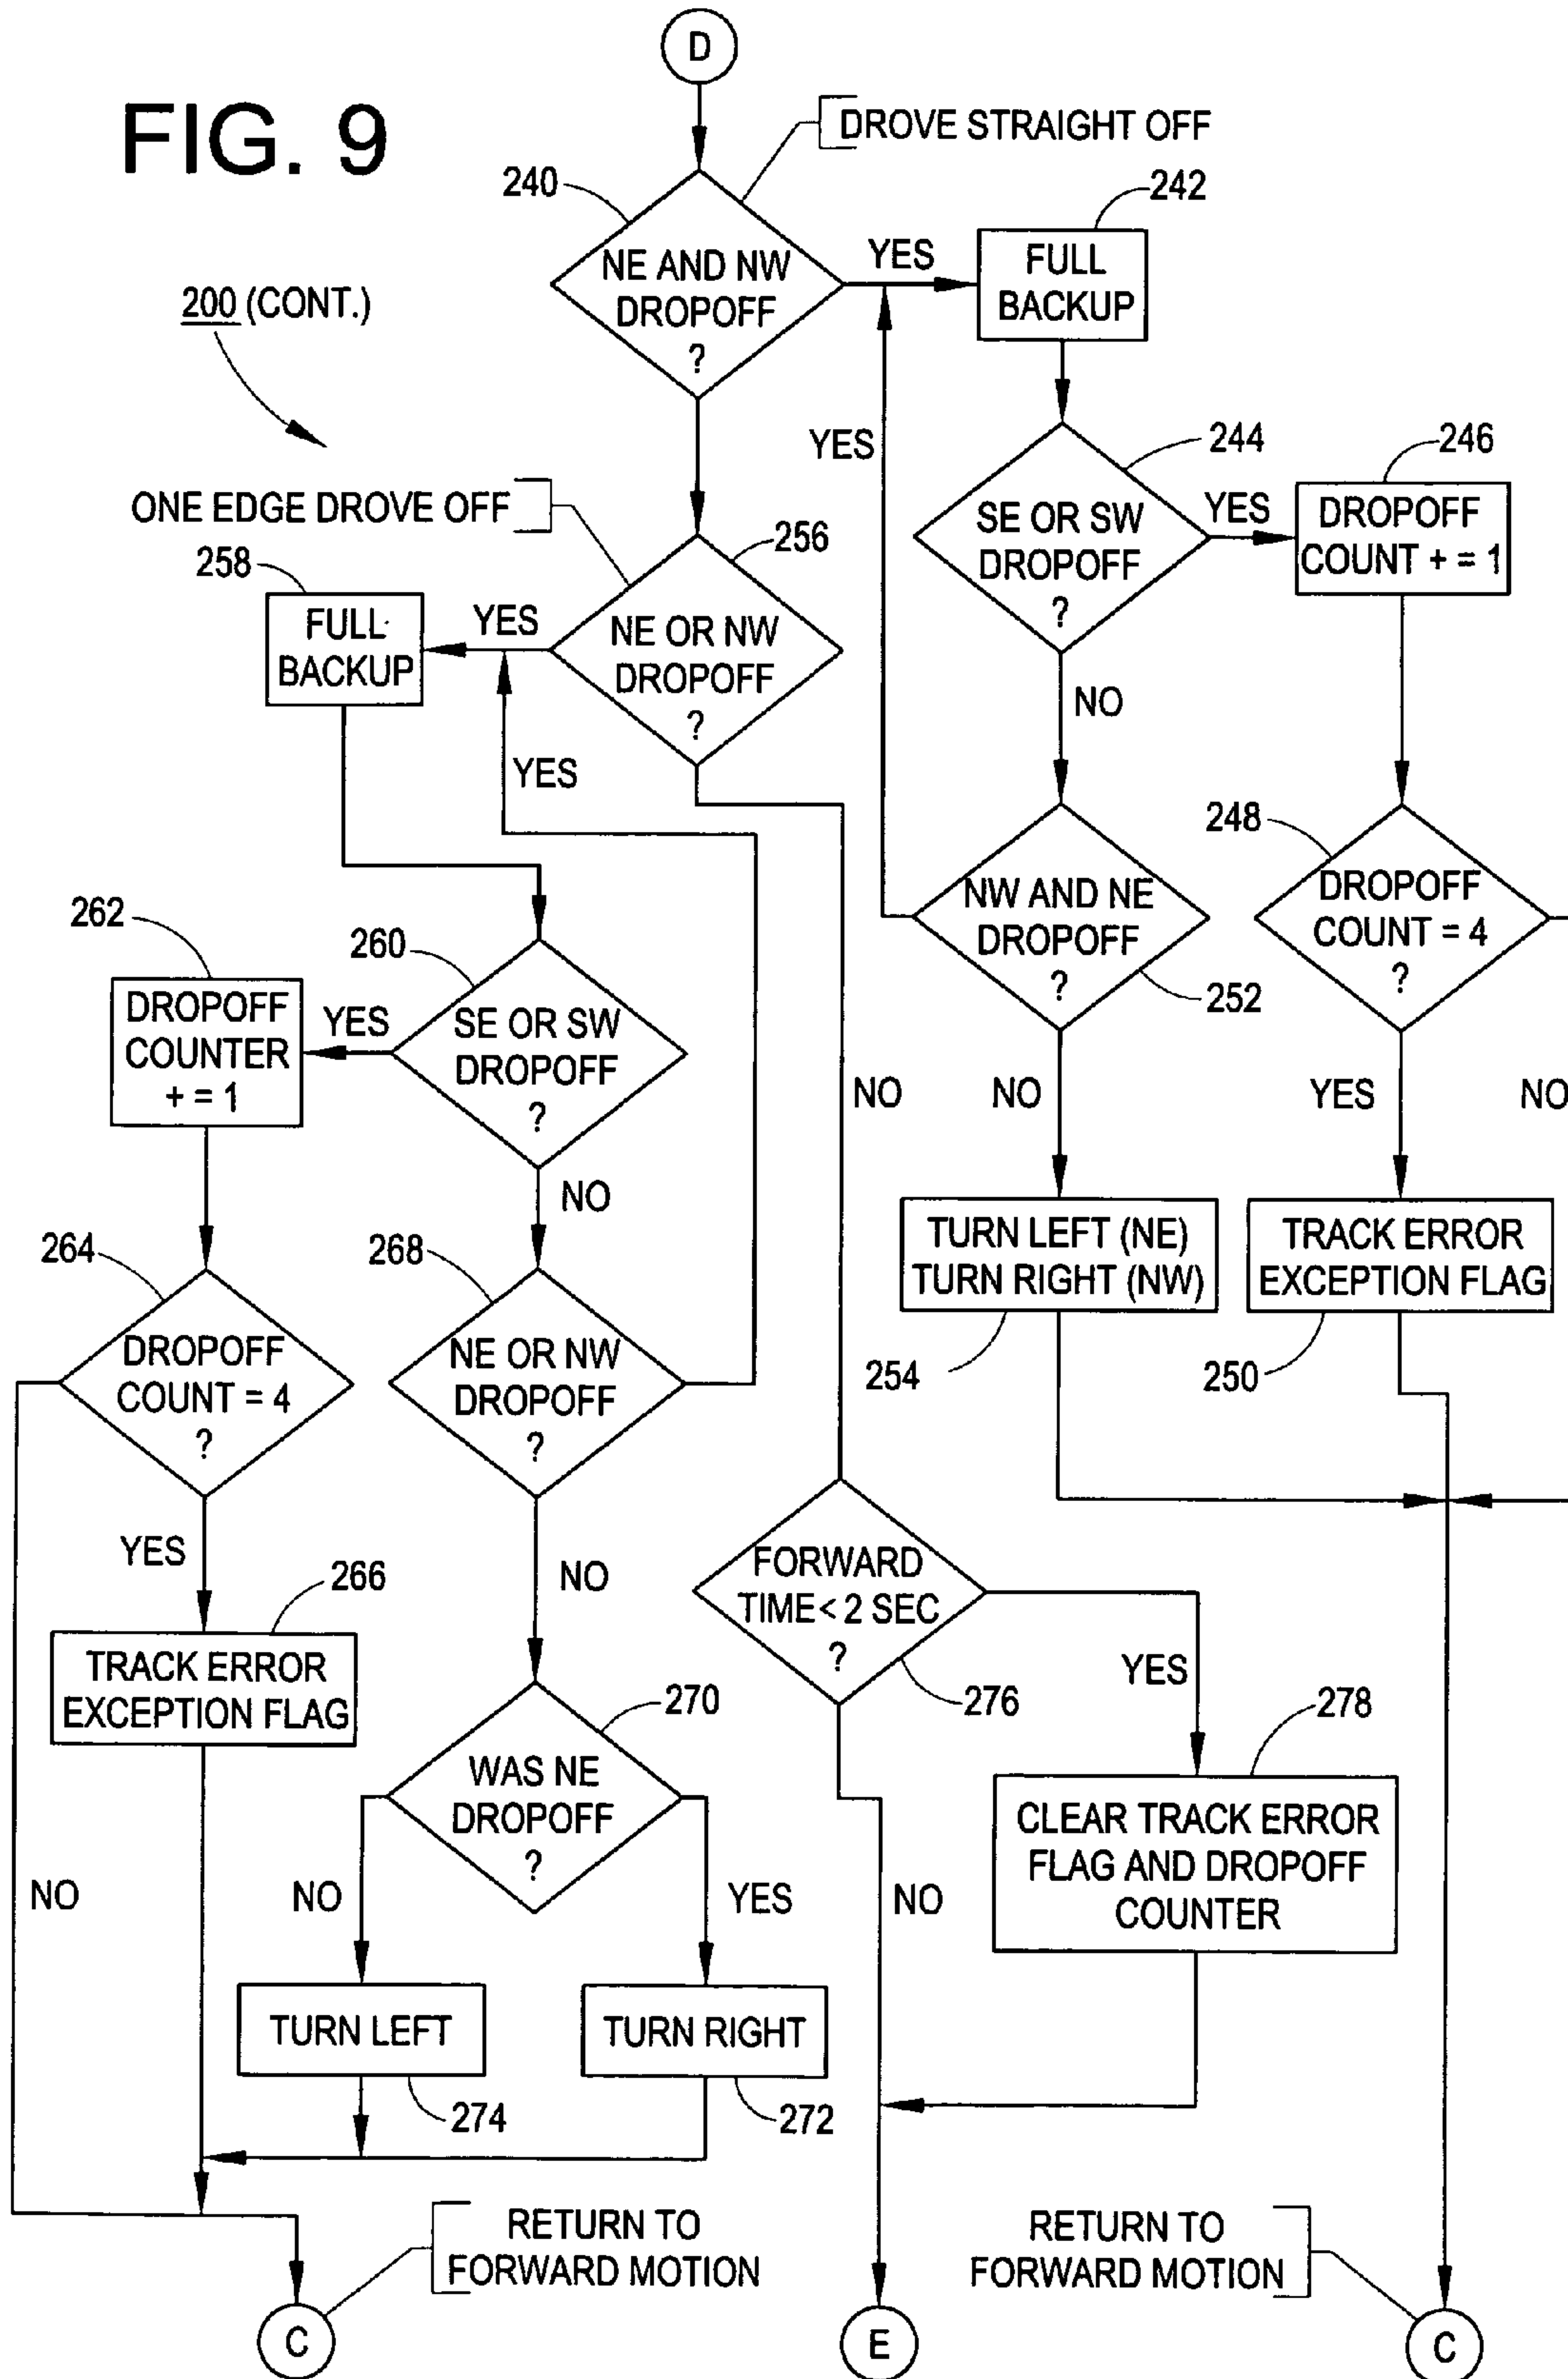 D
FIG. 9
DROVE STRAIGHT OFF
240
242
NE AND NW
DROPOFF
?
YES
FULL
BACKUP
200 (CONT.)
YES
244
246
ONE EDGE DROVE OFF
256
SE OR SW
DROPOFF
?
YES
DROPOFF
COUNT + = 1
258
FULL
BACKUP
YES
NE OR NW
DROPOFF
?
NO
YES
248
NW AND NE
DROPOFF
?
DROPOFF
COUNT = 4
?
252
262
260
DROPOFF
COUNTER
+ = 1
YES
SE OR SW
DROPOFF
?
NO
NO
YES
NO
NO
264
268
TURN LEFT (NE)
TURN RIGHT (NW)
TRACK ERROR
EXCEPTION FLAG
DROPOFF
COUNT = 4
?
NE OR NW
DROPOFF
?
254
250
YES
266
NO
FORWARD
TIME< 2 SEC
?
YES
TRACK ERROR
EXCEPTION FLAG
270
276
278
WAS NE
DROPOFF
?
CLEAR TRACK ERROR
FLAG AND DROPOFF
COUNTER
NO
NO
YES
NO
TURN LEFT
TURN RIGHT
274
272
RETURN TO
FORWARD MOTION
RETURN TO
FORWARD MOTION
C
E
C